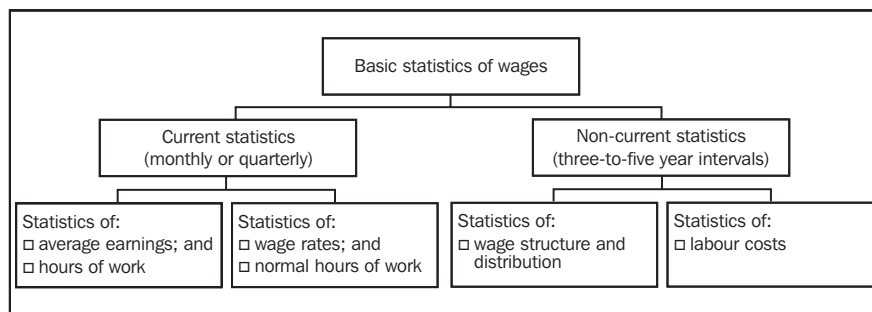 Basic statistics of wages
Current statistics
(monthly or quarterly)
Non-current statistics
(three-to-five year intervals)
Statistics of:
□ average earnings; and
□ hours of work
Statistics of:
□ wage rates; and
□ normal hours of work
Statistics of:
□ wage structure and
distribution
Statistics of:
□ labour costs